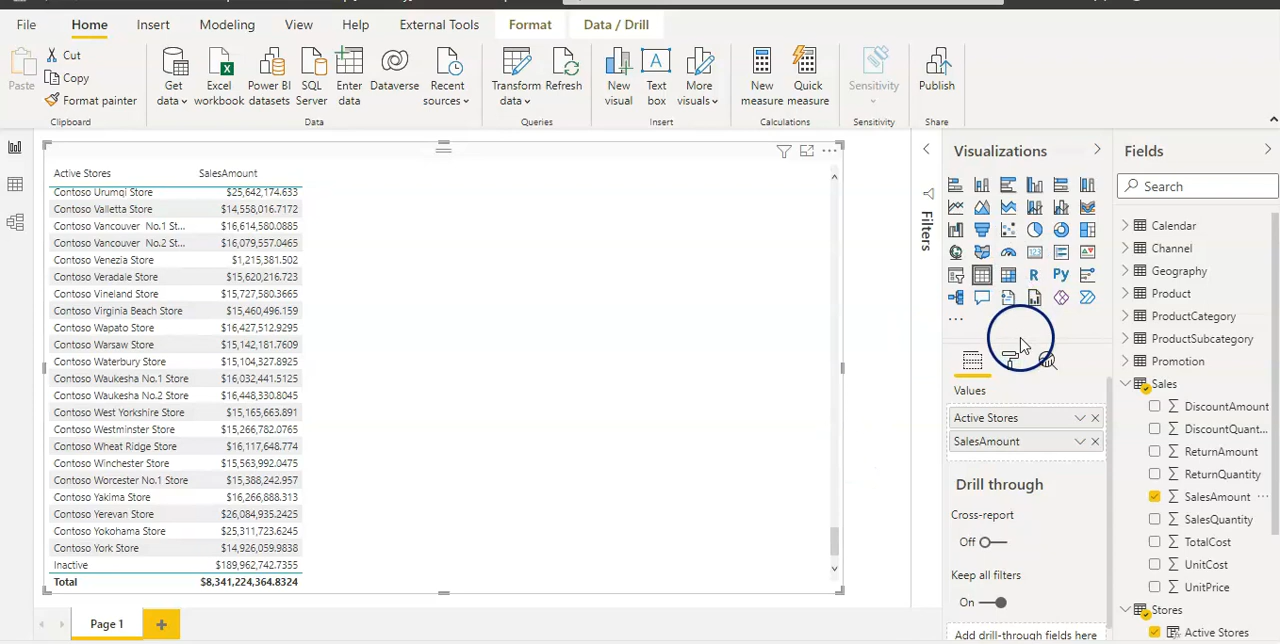 File Home Insert Modeling View Help External Tools Format Data / Drill
Paste
Cut
Copy
Format painter
Clipboard
Get data
Excel workbook
Power BI datasets
SQL Server
Enter data
Dataverse
Recent sources
Data
Transform data
Refresh
Queries
New visual
Text box
More visuals
Insert
New measure
Quick measure
Calculations
Sensitivity
Sensitivity
Publish
Share
Active Stores SalesAmount
Contoso Urumqi Store $25,642,174.633
Contoso Valletta Store $14,558,016.7172
Contoso Vancouver No.1 St... $16,614,580.0885
Contoso Vancouver No.2 St... $16,079,557.0465
Contoso Venezia Store $1,215,381.502
Contoso Veradale Store $15,620,216.723
Contoso Vineland Store $15,727,560.3665
Contoso Virginia Beach Store $15,460,496.159
Contoso Wapato Store $16,427,512.9295
Contoso Warsaw Store $15,142,181.7609
Contoso Waterbury Store $15,104,327.8925
Contoso Waukesha No.1 Store $16,032,441.5125
Contoso Waukesha No.2 Store $16,448,330.8045
Contoso West Yorkshire Store $15,165,663.891
Contoso Westminster Store $15,266,782.0765
Contoso Wheat Ridge Store $16,117,648.774
Contoso Winchester Store $15,563,992.0475
Contoso Worcester No.1 Store $15,388,242.957
Contoso Yakima Store $16,266,888.313
Contoso Yerevan Store $26,084,935.2425
Contoso Yokohama Store $25,311,723.6245
Contoso York Store $14,926,059.9838
Inactive $189,962,742.7355
Total $8,341,224,364.8324
Page 1
Filters
Visualizations
R Py
Values
Active Stores
SalesAmount
Drill through
Cross-report
Off
Keep all filters
On
Add drill-through fields here
Fields
Search
Calendar
Channel
Geography
Product
ProductCategory
ProductSubcategory
Promotion
Sales
DiscountAmount
DiscountQuant...
ReturnAmount
ReturnQuantity
SalesAmount
SalesQuantity
TotalCost
UnitCost
UnitPrice
Stores
Active Stores